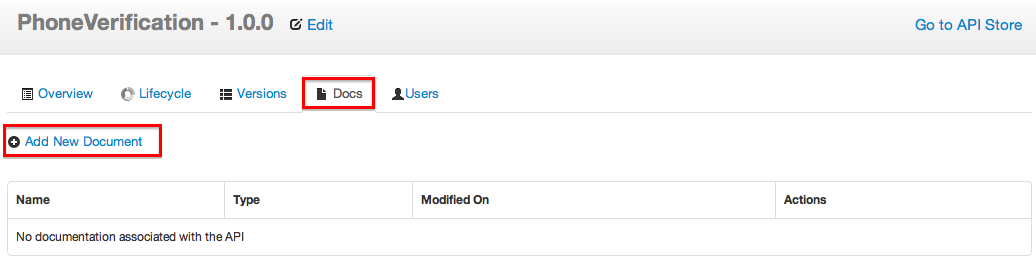 PhoneVerification - 1.0.0 Edit Go to API Store
Overview Lifecycle Versions Docs Users
Add New Document
Name Type Modified On Actions
No documentation associated with the API